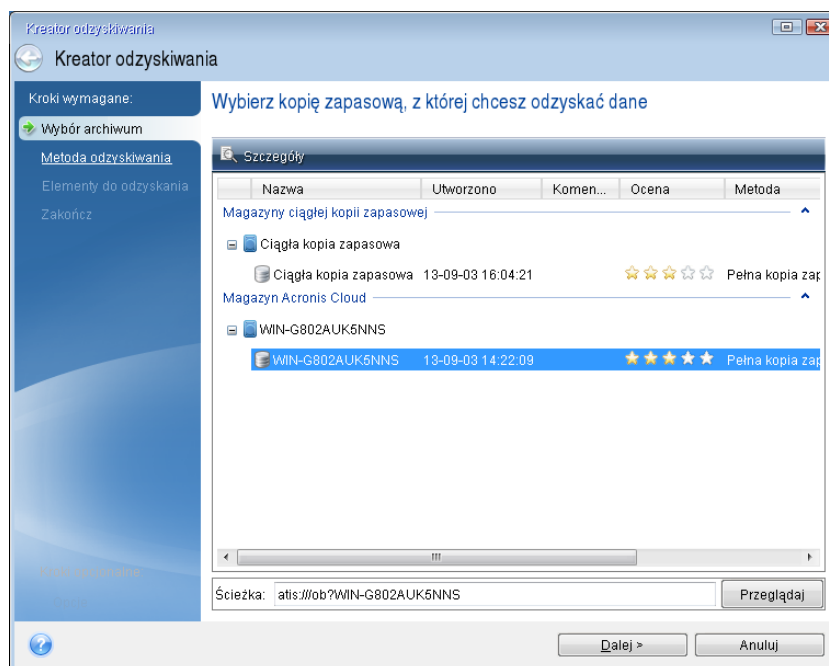 Kreator odzyskiwania
Kreator odzyskiwania
Kroki wymagane:
Wybór archiwum
Metoda odzyskiwania
Elementy do odzyskania
Zakończ
Wybierz kopię zapasową, z której chcesz odzyskać dane
Szczegóły
Nazwa Utworzono Komen... Ocena Metoda
Magazyny ciągłej kopii zapasowej
Ciągła kopia zapasowa
Ciągła kopia zapasowa 13-09-03 16:04:21 Pełna kopia zap
Magazyn Acronis Cloud
WIN-G802AUK5NNS
WIN-G802AUK5NNS 13-09-03 14:22:09 Pełna kopia zap
Ścieżka: atis:///ob?WIN-G802AUK5NNS Przeglądaj
Dalej > Anuluj